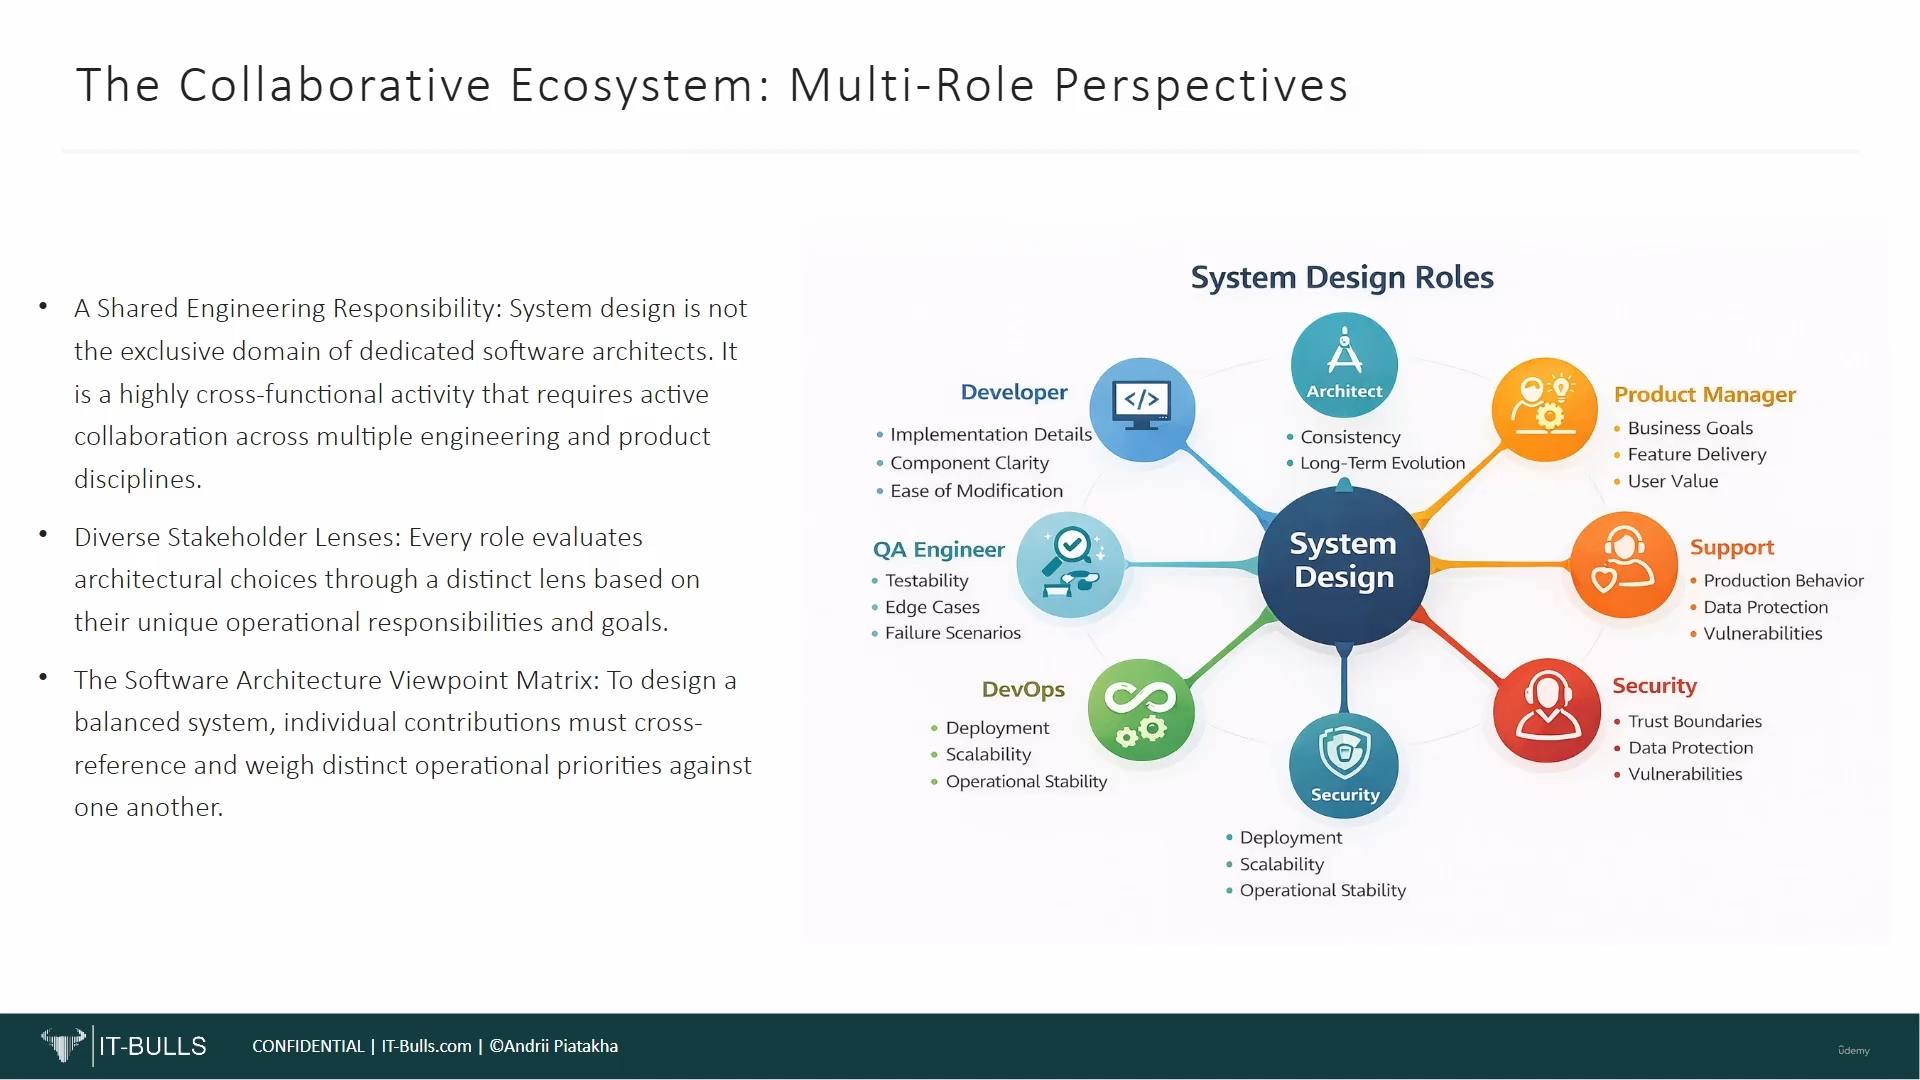 The Collaborative Ecosystem: Multi-Role Perspectives
• A Shared Engineering Responsibility: System design is not
the exclusive domain of dedicated software architects. It
is a highly cross-functional activity that requires active
collaboration across multiple engineering and product
disciplines.
• Diverse Stakeholder Lenses: Every role evaluates
architectural choices through a distinct lens based on
their unique operational responsibilities and goals.
• The Software Architecture Viewpoint Matrix: To design a
balanced system, individual contributions must cross-
reference and weigh distinct operational priorities against
one another.
System Design Roles
Architect
• Consistency
• Long-Term Evolution
Developer
• Implementation Details
• Component Clarity
• Ease of Modification
Product Manager
• Business Goals
• Feature Delivery
• User Value
</>
System
Design
QA Engineer
• Testability
• Edge Cases
• Failure Scenarios
Support
• Production Behavior
• Data Protection
• Vulnerabilities
DevOps
• Deployment
• Scalability
• Operational Stability
Security
• Trust Boundaries
• Data Protection
• Vulnerabilities
Security
• Deployment
• Scalability
• Operational Stability
IT-BULLS
CONFIDENTIAL | IT-Bulls.com | ©Andrii Piatakha
udemy